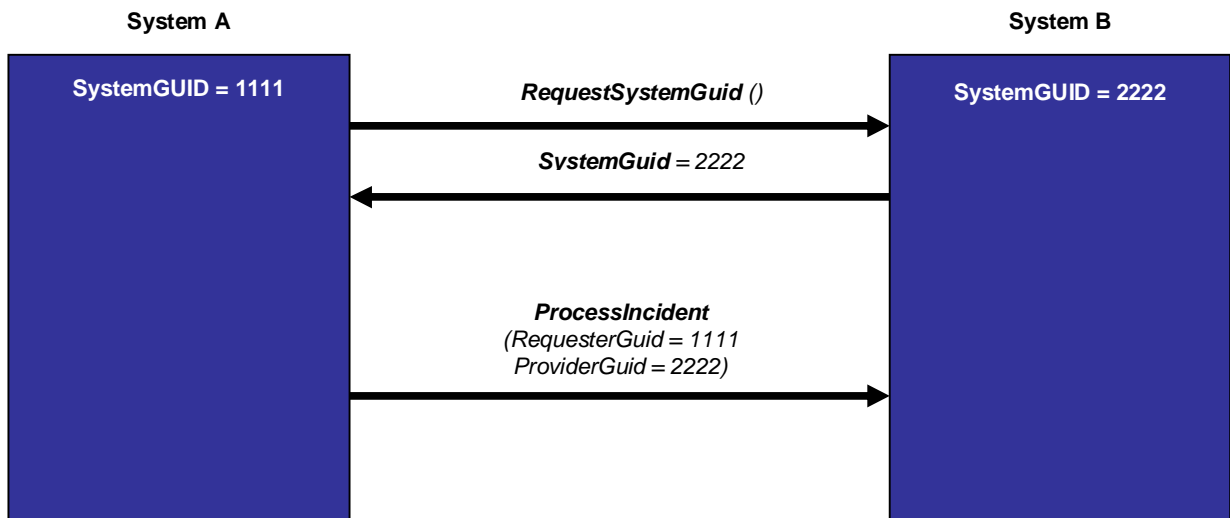 System A
System B
SystemGUID = 1111
RequestSystemGuid ()
SystemGUID = 2222
SystemGuid = 2222
ProcessIncident
(RequesterGuid = 1111
ProviderGuid = 2222)